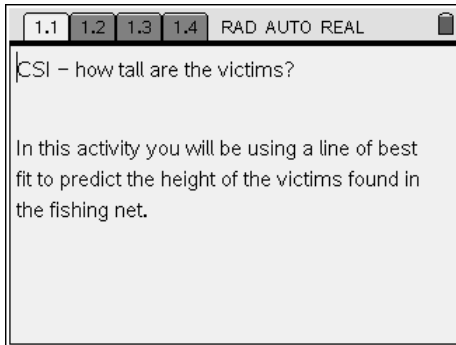 1.1 1.2 1.3 1.4 RAD AUTO REAL
CSI – how tall are the victims?
In this activity you will be using a line of best
fit to predict the height of the victims found in
the fishing net.